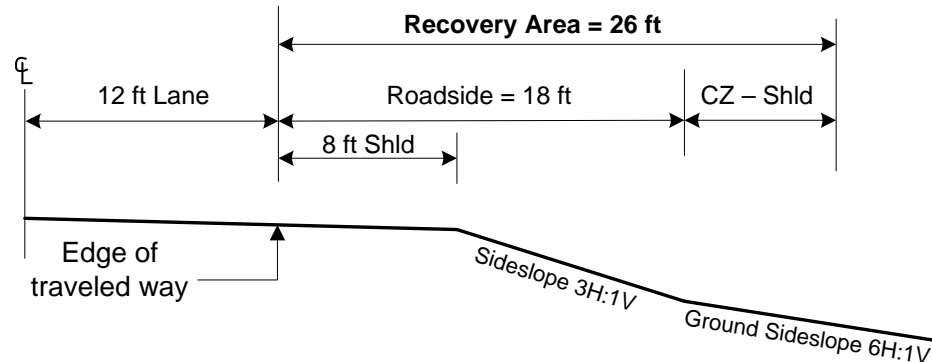 Recovery Area = 26 ft
℄
12 ft Lane
Roadside = 18 ft
CZ – Shld
8 ft Shld
Edge of
traveled way
Sideslope 3H:1V
Ground Sideslope 6H:1V